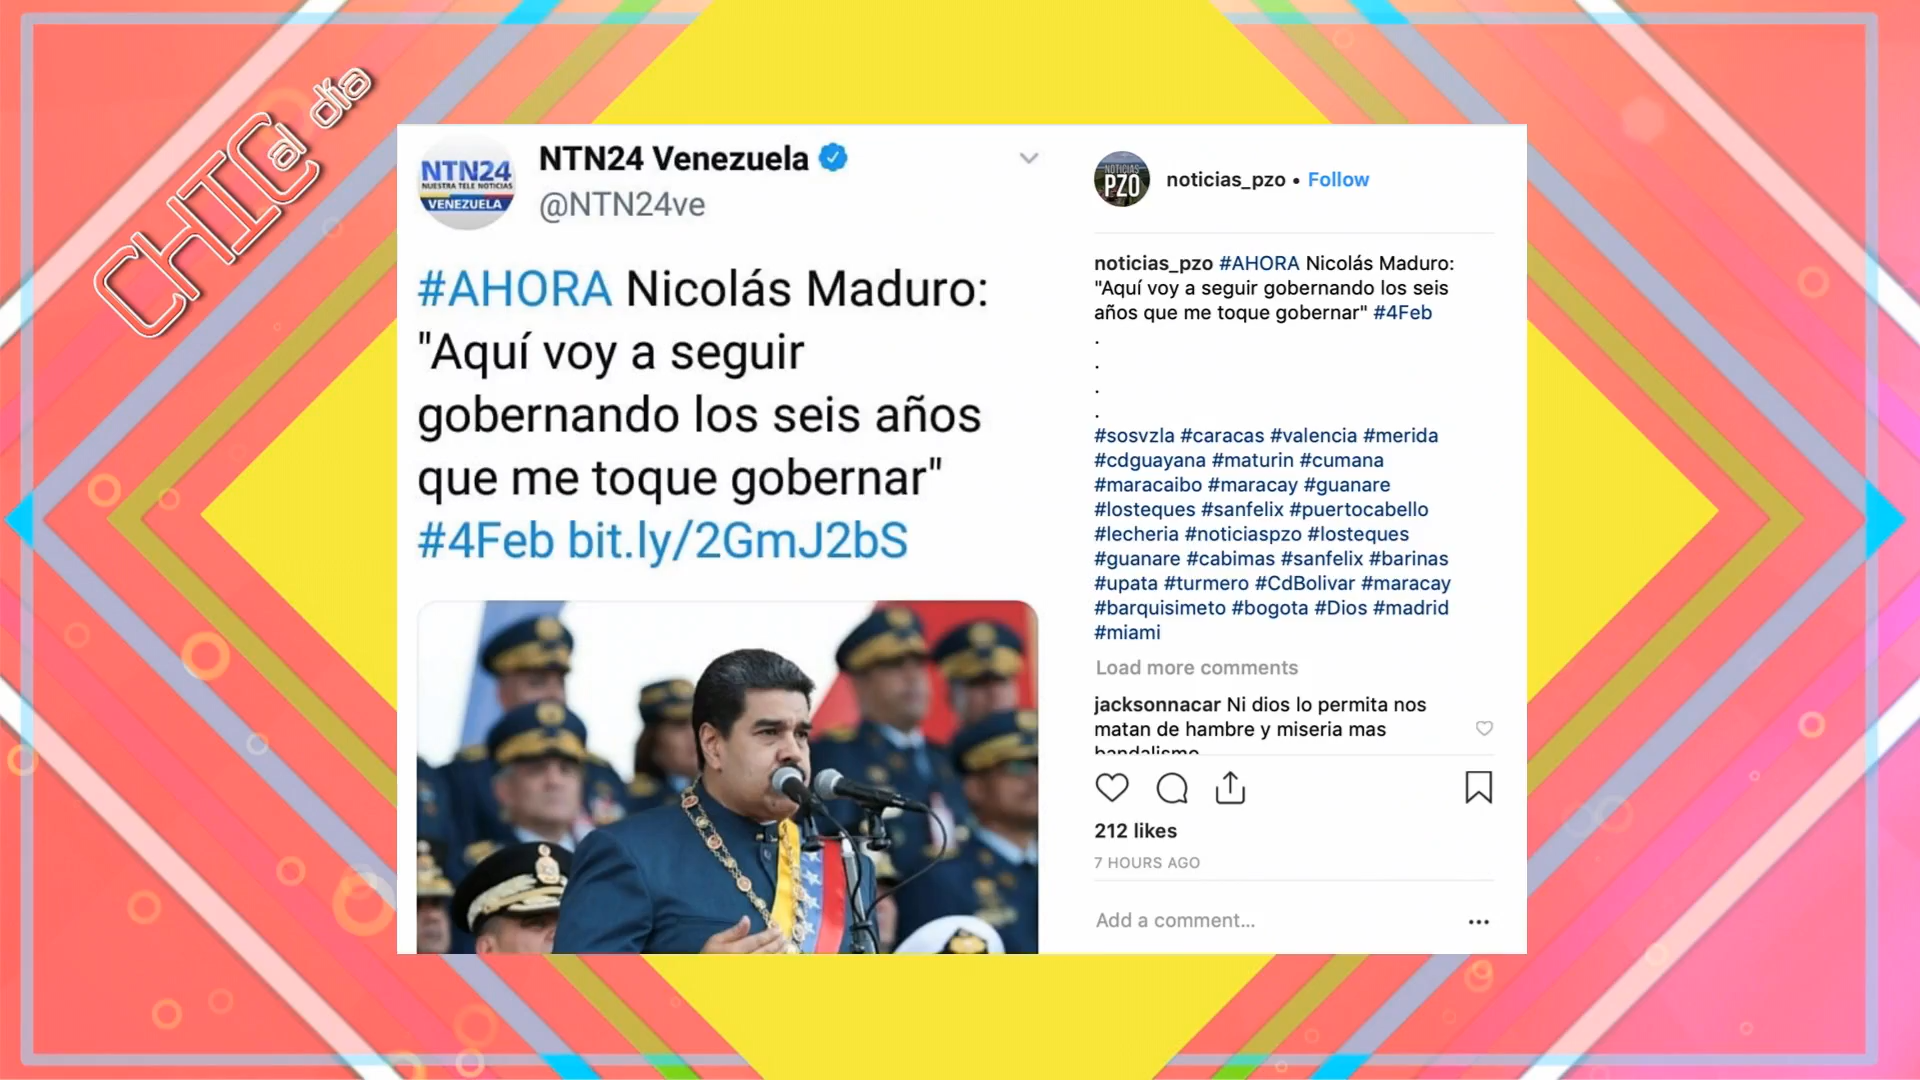 CHIC al día
NTN24
NUESTRA TELE NOTICIAS
VENEZUELA
NTN24 Venezuela
@NTN24ve
#AHORA Nicolás Maduro:
"Aquí voy a seguir
gobernando los seis años
que me toque gobernar"
#4Feb bit.ly/2GmJ2bS
NOTICIAS
PZO
noticias_pzo • Follow
noticias_pzo #AHORA Nicolás Maduro:
"Aquí voy a seguir gobernando los seis
años que me toque gobernar" #4Feb
.
.
.
.
#sosvzla #caracas #valencia #merida
#cdguayana #maturin #cumana
#maracaibo #maracay #guanare
#losteques #sanfelix #puertocabello
#lecheria #noticiaspzo #losteques
#guanare #cabimas #sanfelix #barinas
#upata #turmero #CdBolivar #maracay
#barquisimeto #bogota #Dios #madrid
#miami
Load more comments
jacksonnacar Ni dios lo permita nos
matan de hambre y miseria mas
bandalismo
212 likes
7 HOURS AGO
Add a comment...